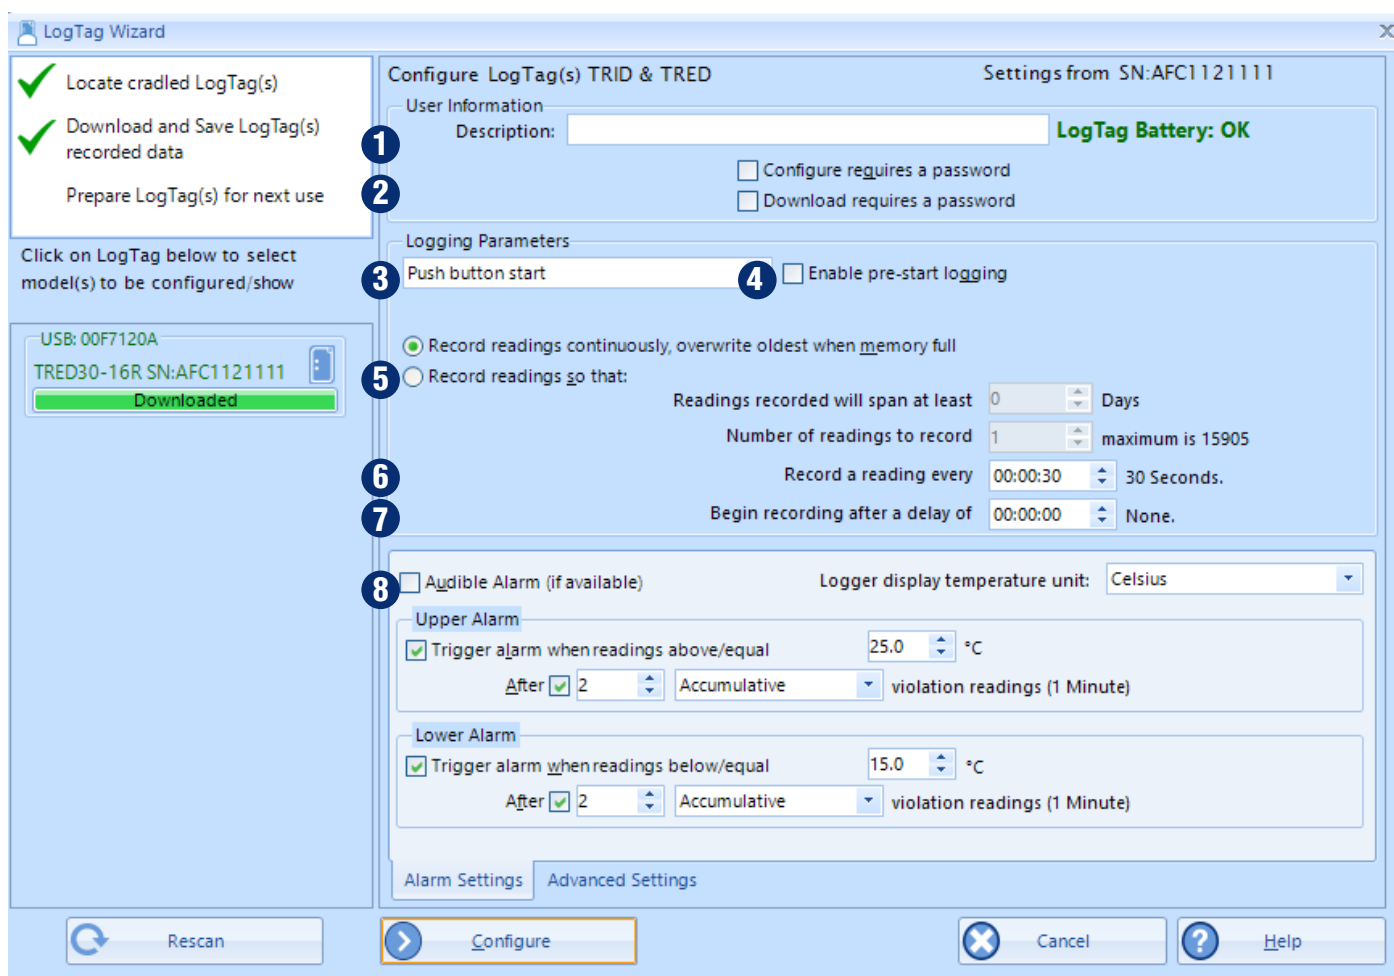 LogTag Wizard
Locate cradled LogTag(s)
Download and Save LogTag(s)
recorded data
Prepare LogTag(s) for next use
Click on LogTag below to select
model(s) to be configured/show
USB: 00F7120A
TRED30-16R SN:AFC1121111
Downloaded
Configure LogTag(s) TRID & TRED
Settings from SN:AFC1121111
User Information
1 Description: LogTag Battery: OK
Configure requires a password
2
Download requires a password
Logging Parameters
3 Push button start 4 Enable pre-start logging
Record readings continuously, overwrite oldest when memory full
5 Record readings so that:
Readings recorded will span at least 0 Days
Number of readings to record 1 maximum is 15905
6 Record a reading every 00:00:30 30 Seconds.
7 Begin recording after a delay of 00:00:00 None.
8 Audible Alarm (if available) Logger display temperature unit: Celsius
Upper Alarm
Trigger alarm when readings above/equal 25.0 °C
After 2 Accumulative violation readings (1 Minute)
Lower Alarm
Trigger alarm when readings below/equal 15.0 °C
After 2 Accumulative violation readings (1 Minute)
Alarm Settings Advanced Settings
Rescan Configure Cancel ? Help